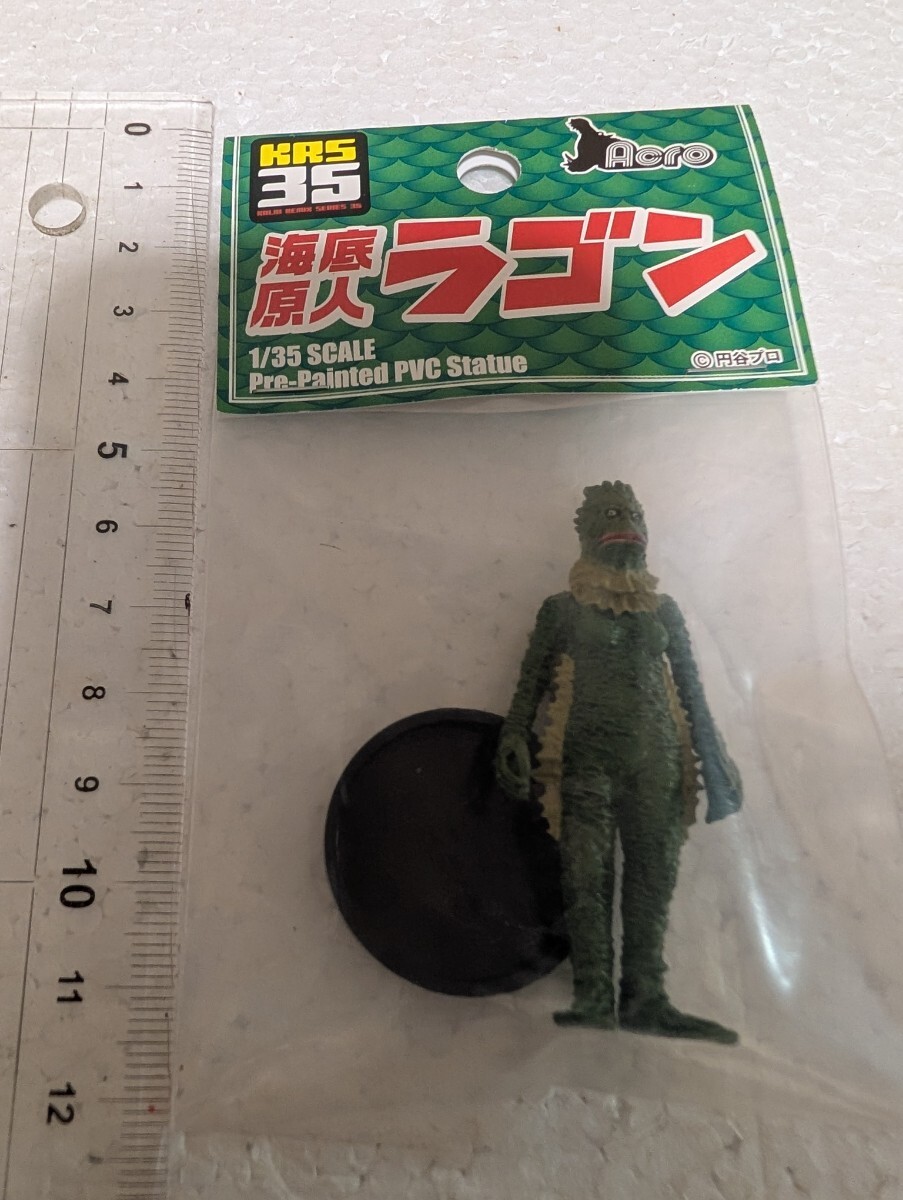 KRS
35
KAIJU REMIX SERIES 35
Acro
海底
原人
ラゴン
1/35 SCALE
Pre-Painted PVC Statue
©円谷プロ
0
1
2
3
4
5
6
7
8
9
10
11
12